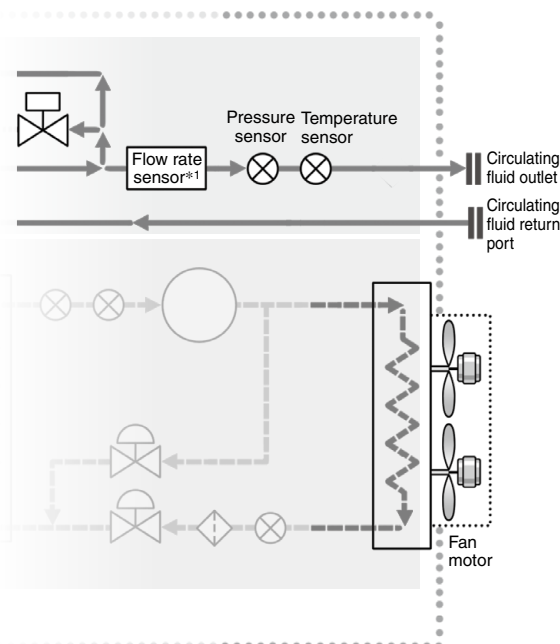 Pressure
sensor
Temperature
sensor
Flow rate
sensor*1
Circulating
fluid outlet
Circulating
fluid return
port
Fan
motor